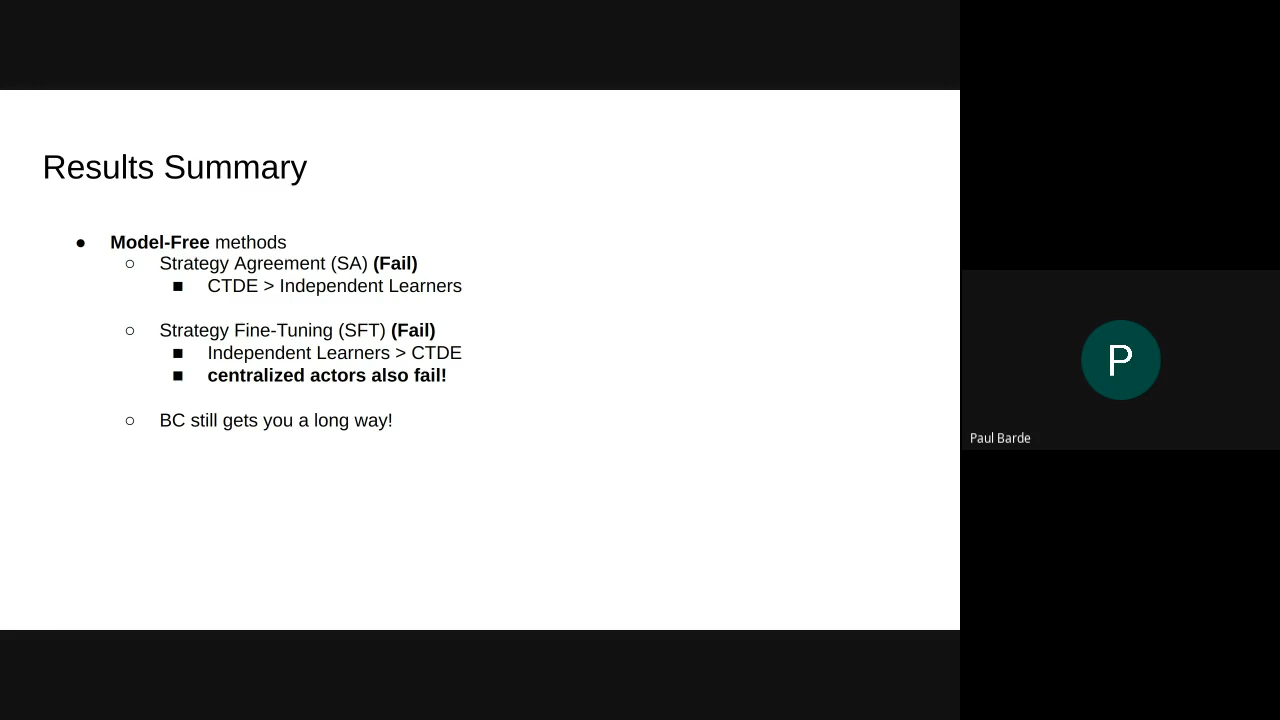 Results Summary
● Model-Free methods
○ Strategy Agreement (SA) (Fail)
■ CTDE > Independent Learners
○ Strategy Fine-Tuning (SFT) (Fail)
■ Independent Learners > CTDE
■ centralized actors also fail!
○ BC still gets you a long way!
P
Paul Barde